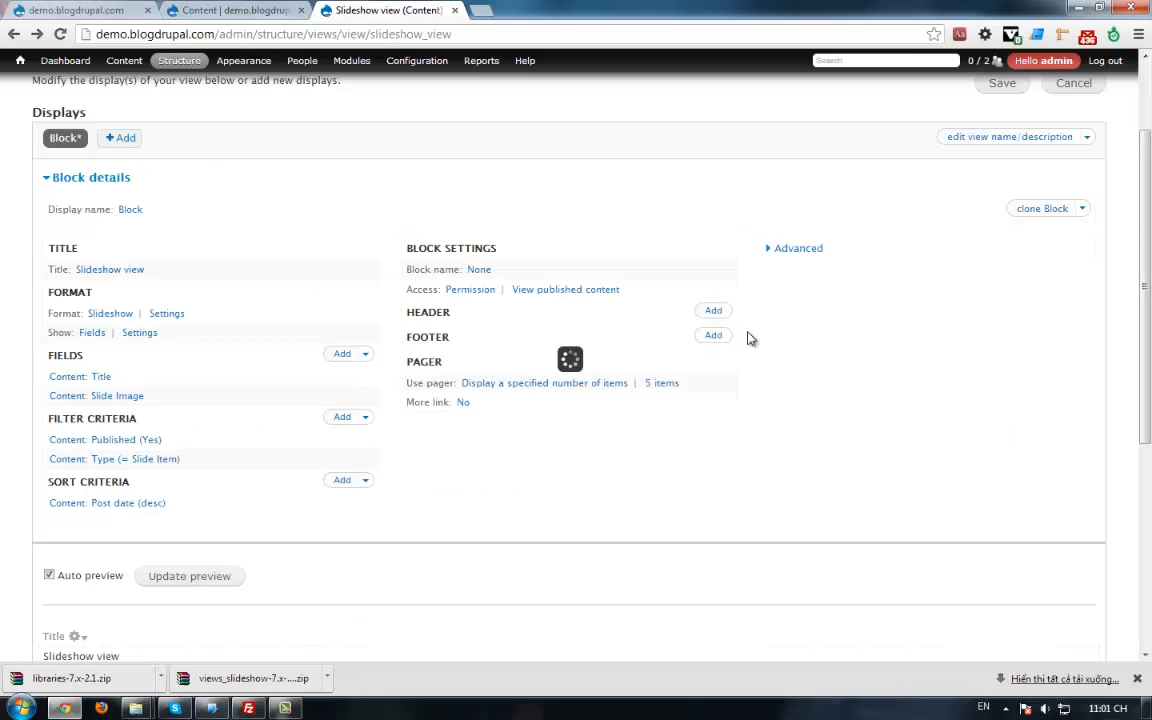 demo.blogdrupal.com
Content | demo.blogdrup
Slideshow view (Content)
demo.blogdrupal.com/admin/structure/views/view/slideshow_view
436
Dashboard Content Structure Appearance People Modules Configuration Reports Help Search 0 / 2 Hello admin Log out
Modify the display(s) of your view below or add new displays.
Save Cancel
Displays
Block* Add edit view name/description
Block details
Display name: Block clone Block
TITLE
Title: Slideshow view
FORMAT
Format: Slideshow | Settings
Show: Fields | Settings
FIELDS Add
Content: Title
Content: Slide Image
FILTER CRITERIA Add
Content: Published (Yes)
Content: Type (= Slide Item)
SORT CRITERIA Add
Content: Post date (desc)
BLOCK SETTINGS
Block name: None
Access: Permission | View published content
HEADER Add
FOOTER Add
PAGER
Use pager: Display a specified number of items | 5 items
More link: No
Advanced
Auto preview Update preview
Title
Slideshow view
libraries-7.x-2.1.zip views_slideshow-7.x-....zip Hiển thị tất cả tải xuống...
EN 11:01 CH